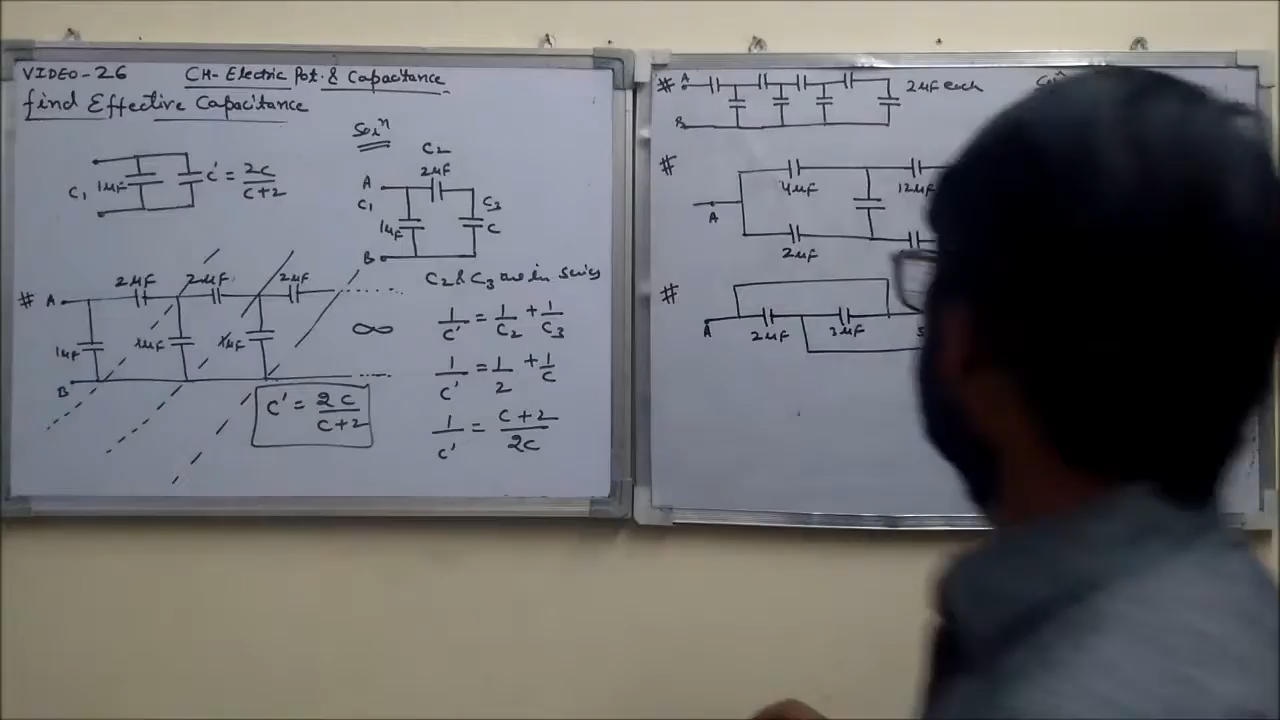 VIDEO-26 CH-Electric Pot. & Capacitance
find Effective Capacitance
C₁ 1μF C' = 2C/C+2
Solⁿ
C₂
2μF
A
C₁ C₃
1μF C
B
C₂ & C₃ are in series
# A 2μF 2μF 2μF ........
1μF 1μF 1μF ∞
B .....
1/C' = 1/C₂ + 1/C₃
1/C' = 1/2 + 1/C
1/C' = C+2/2C
C' = 2C/C+2
# A 2μF each
B
#
4μF 12μF
A
2μF
#
A 2μF 3μF